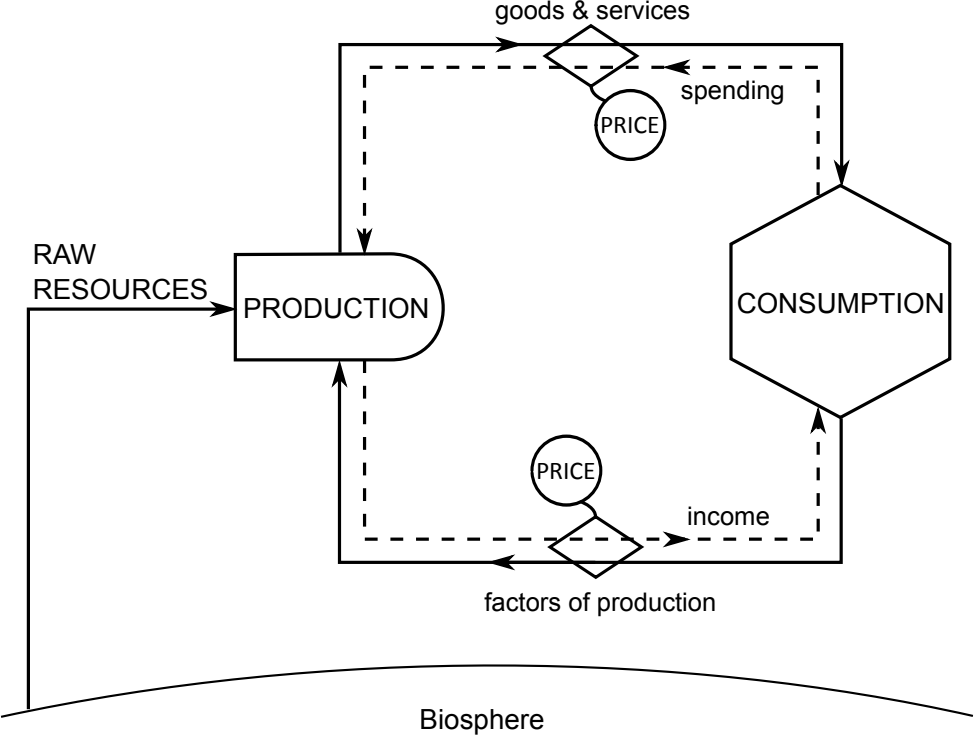 goods & services
spending
PRICE
RAW
RESOURCES
PRODUCTION
CONSUMPTION
PRICE
income
factors of production
Biosphere